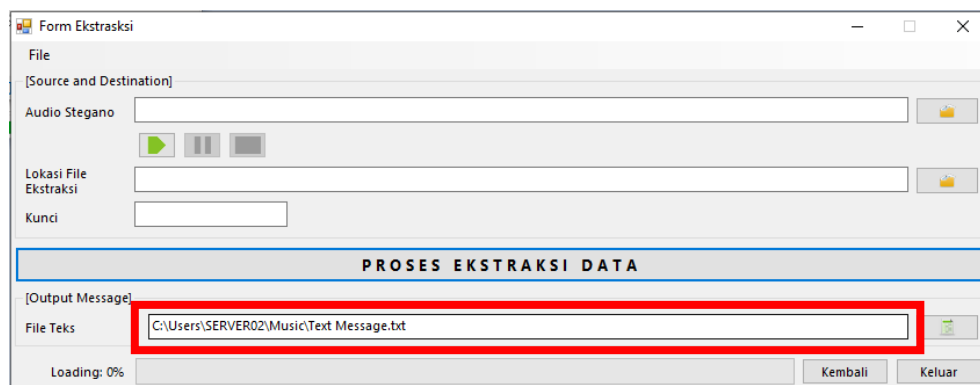 Form Ekstrasksi
File
[Source and Destination]
Audio Stegano
Lokasi File
Ekstraksi
Kunci
PROSES EKSTRAKSI DATA
[Output Message]
File Teks C:\Users\SERVER02\Music\Text Message.txt
Loading: 0% Kembali Keluar